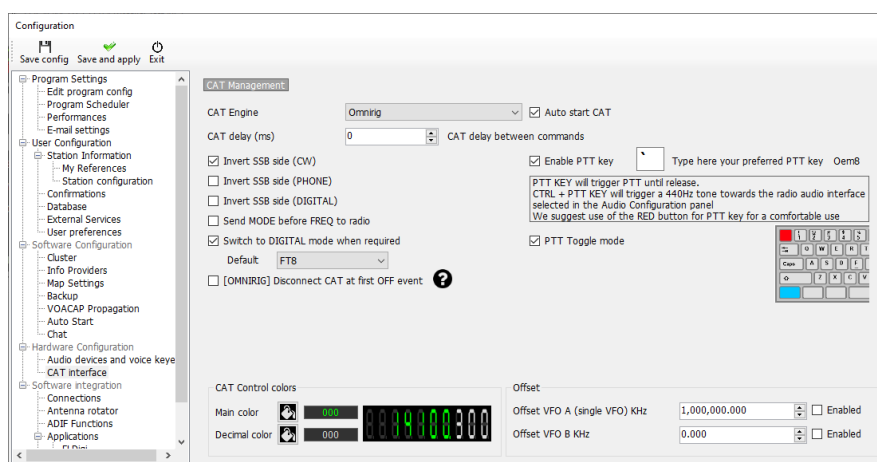 Configuration
Save config Save and apply Exit
Program Settings
Edit program config
Program Scheduler
Performances
E-mail settings
User Configuration
Station Information
My References
Station configuration
Confirmations
Database
External Services
User preferences
Software Configuration
Cluster
Info Providers
Map Settings
Backup
VOACAP Propagation
Auto Start
Chat
Hardware Configuration
Audio devices and voice keye
CAT interface
Software integration
Connections
Antenna rotator
ADIF Functions
Applications
CAT Management
CAT Engine Omnirig Auto start CAT
CAT delay (ms) 0 CAT delay between commands
Invert SSB side (CW) Enable PTT key ` Type here your preferred PTT key Oem8
Invert SSB side (PHONE)
Invert SSB side (DIGITAL)
Send MODE before FREQ to radio
Switch to DIGITAL mode when required
Default FT8
[OMNIRIG] Disconnect CAT at first OFF event ?
PTT KEY will trigger PTT until release.
CTRL + PTT KEY will trigger a 440Hz tone towards the radio audio interface
selected in the Audio Configuration panel
We suggest use of the RED button for PTT key for a comfortable use
PTT Toggle mode
Q W E R T
Caps A S D F
Z X C V
CAT Control colors
Main color 000
Decimal color 000
14.100.300
Offset
Offset VFO A (single VFO) KHz 1,000,000.000 Enabled
Offset VFO B KHz 0.000 Enabled